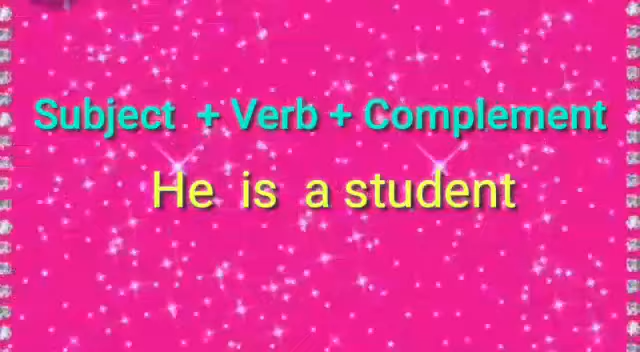 Subject + Verb + Complement
He is a student